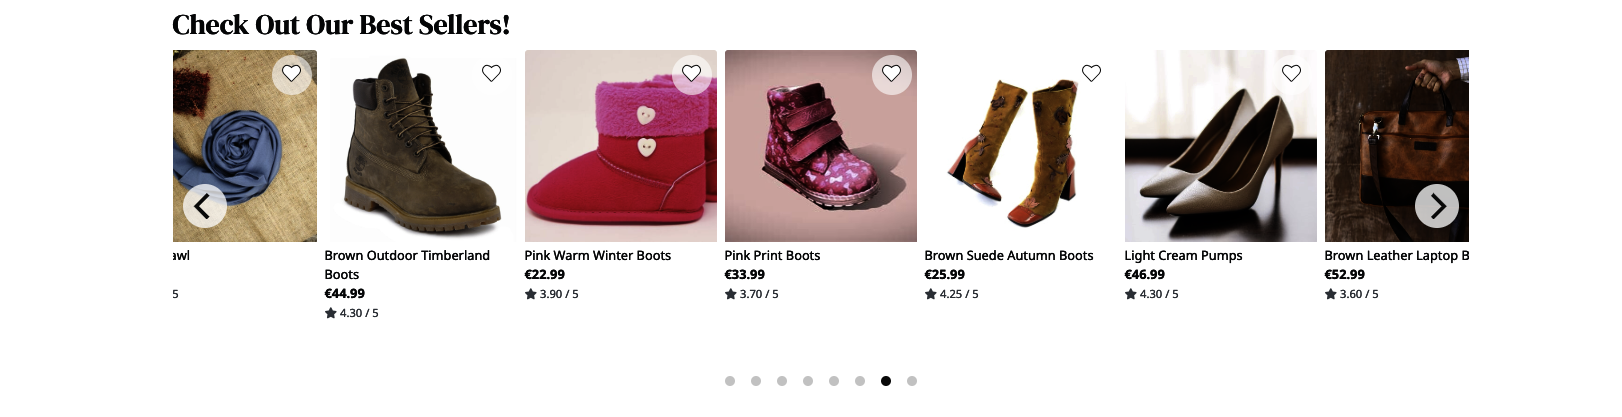 Check Out Our Best Sellers!
awl
5
Brown Outdoor Timberland
Boots
€44.99
4.30 / 5
Pink Warm Winter Boots
€22.99
3.90 / 5
Pink Print Boots
€33.99
3.70 / 5
Brown Suede Autumn Boots
€25.99
4.25 / 5
Light Cream Pumps
€46.99
4.30 / 5
Brown Leather Laptop B
€52.99
3.60 / 5